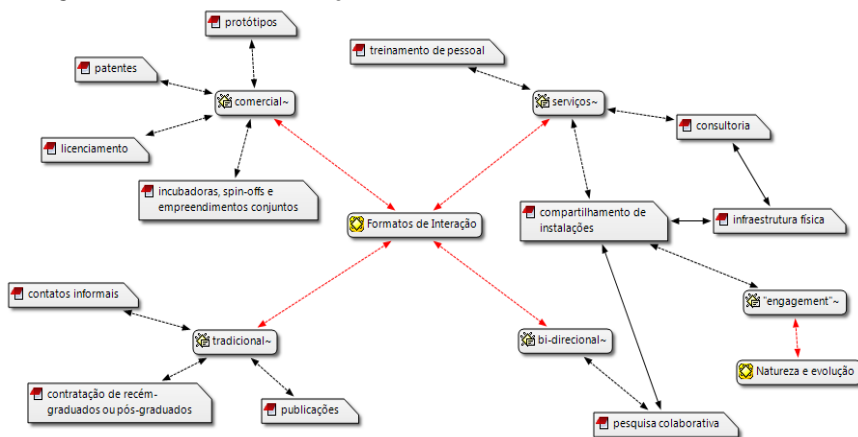 protótipos
treinamento de pessoal
patentes
comercial~
serviços~
consultoria
licenciamento
incubadoras, spin-offs e
empreendimentos conjuntos
Formatos de Interação
compartilhamento de
instalações
infraestrutura física
contatos informais
"engagement"~
tradicional~
bi-direcional~
Natureza e evolução
contratação de recém-
graduados ou pós-graduados
publicações
pesquisa colaborativa